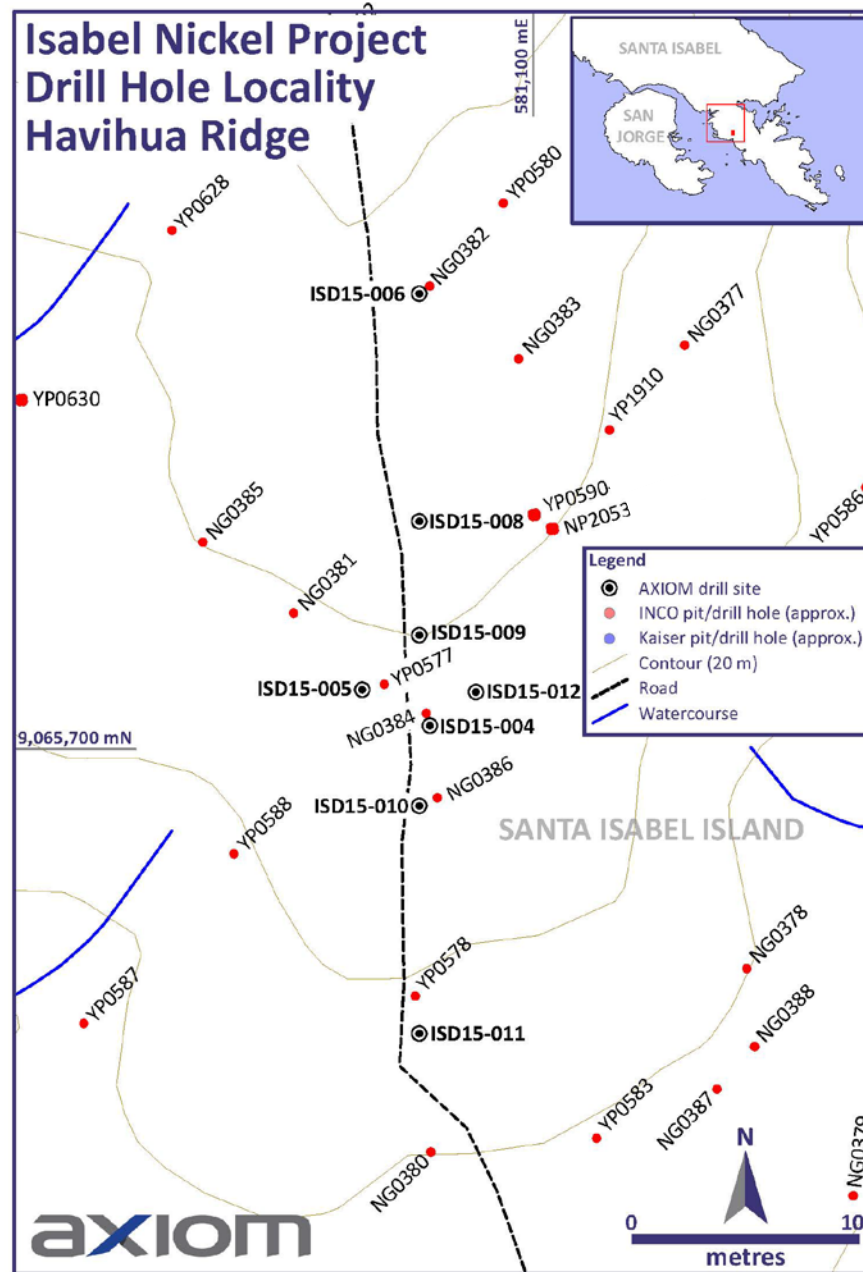 Isabel Nickel Project
Drill Hole Locality
Havihua Ridge
581,100 mE
SANTA ISABEL
SAN
JORGE
YP0628
YP0580
NG0382
ISD15-006
NG0383
NG0377
YP0630
YP1910
NG0385
ISD15-008
YP0590
NP2053
YP0586
NG0381
ISD15-009
Legend
AXIOM drill site
INCO pit/drill hole (approx.)
Kaiser pit/drill hole (approx.)
Contour (20 m)
Road
Watercourse
YP0577
ISD15-005
ISD15-012
NG0384
ISD15-004
9,065,700 mN
NG0386
ISD15-010
YP0588
SANTA ISABEL ISLAND
YP0578
NG0378
YP0587
ISD15-011
NG0388
NG0387
YP0583
NG0380
NG0379
N
0 10
metres
axiom